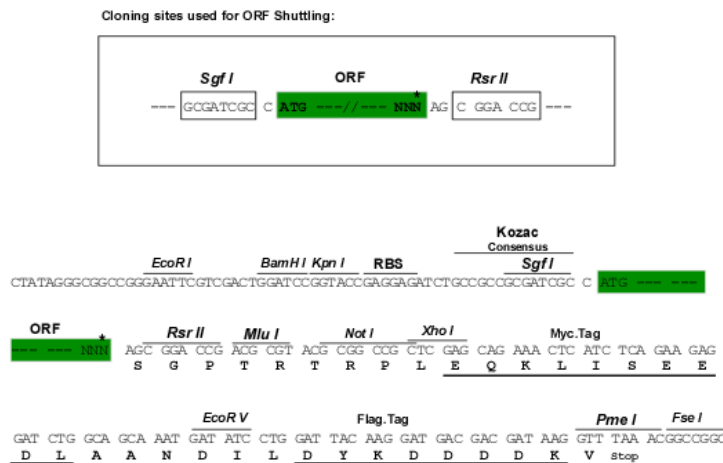 Cloning sites used for ORF Shuttling:
Sgf I ORF Rsr II
--- GCGATCGC C ATG ---//--- NNN AG C GGA CCG ---
*
Kozac
Consensus
EcoR I BamH I Kpn I RBS Sgf I
CTATAGGGCGGCCGGGAATTCGTCGACTGGATCCGGTACCGAGGAGATCTGCCGCCGCGATCGC C ATG --- ---
ORF * Rsr II Mlu I Not I Xho I Myc.Tag
--- --- NNN AGC GGA CCG ACG CGT ACG CGG CCG CTC GAG CAG AAA CTC ATC TCA GAA GAG
S G P T R T R P L E Q K L I S E E
EcoR V Flag.Tag Pme I Fse I
GAT CTG GCA GCA AAT GAT ATC CTG GAT TAC AAG GAT GAC GAC GAT AAG GTT TAA ACGGCCGGC
D L A A N D I L D Y K D D D D K V Stop